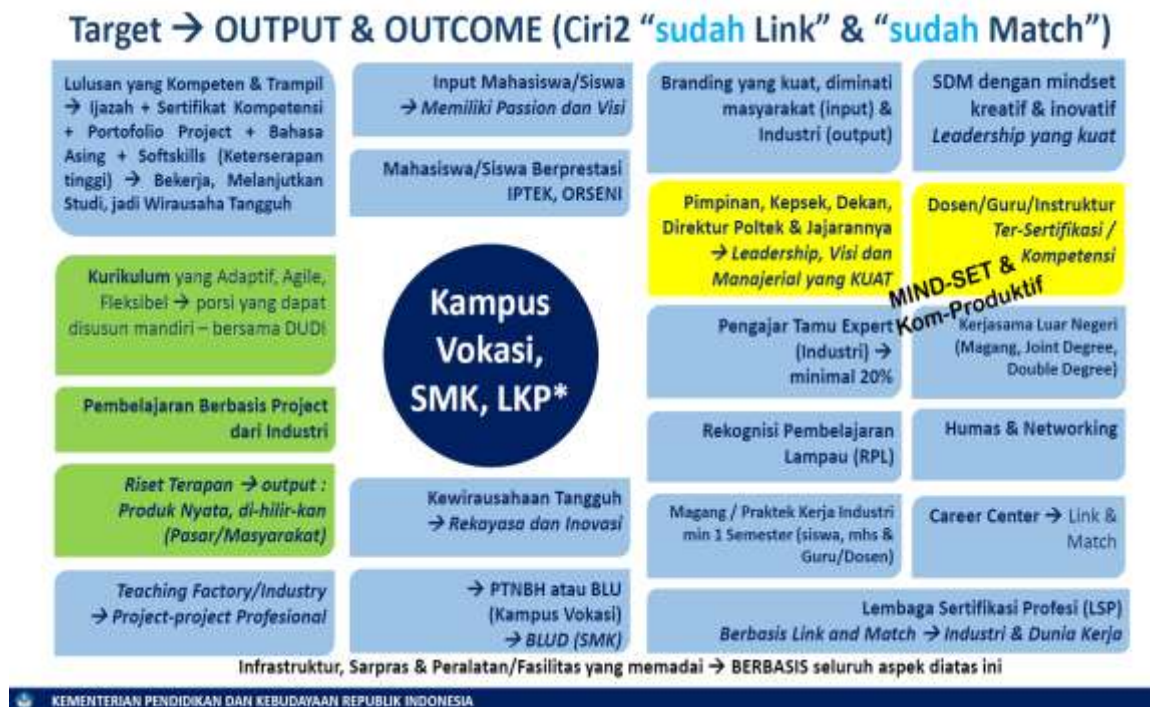 Target → OUTPUT & OUTCOME (Ciri2 “sudah Link” & “sudah Match”)
Lulusan yang Kompeten & Trampil
→ Ijazah + Sertifikat Kompetensi
+ Portofolio Project + Bahasa
Asing + Softskills (Keterserapan
tinggi) → Bekerja, Melanjutkan
Studi, jadi Wirausaha Tangguh
Kurikulum yang Adaptif, Agile,
Fleksibel → porsi yang dapat
disusun mandiri – bersama DUDI
Pembelajaran Berbasis Project
dari Industri
Riset Terapan → output :
Produk Nyata, di-hilir-kan
(Pasar/Masyarakat)
Teaching Factory/Industry
→ Project-project Profesional
Input Mahasiswa/Siswa
→ Memiliki Passion dan Visi
Mahasiswa/Siswa Berprestasi
IPTEK, ORSENI
Kampus
Vokasi,
SMK, LKP*
Kewirausahaan Tangguh
→ Rekayasa dan Inovasi
→ PTNBH atau BLU
(Kampus Vokasi)
→ BLUD (SMK)
Branding yang kuat, diminati
masyarakat (input) &
Industri (output)
Pimpinan, Kepsek, Dekan,
Direktur Poltek & Jajarannya
→ Leadership, Visi dan
Manajerial yang KUAT
Pengajar Tamu Expert
(Industri) →
minimal 20%
Rekognisi Pembelajaran
Lampau (RPL)
Magang / Praktek Kerja Industri
min 1 Semester (siswa, mhs &
Guru/Dosen)
SDM dengan mindset
kreatif & inovatif
Leadership yang kuat
Dosen/Guru/Instruktur
Ter-Sertifikasi /
Kompetensi
MIND-SET &
Kom-Produktif
Kerjasama Luar Negeri
(Magang, Joint Degree,
Double Degree)
Humas & Networking
Career Center → Link &
Match
Lembaga Sertifikasi Profesi (LSP)
Berbasis Link and Match → Industri & Dunia Kerja
Infrastruktur, Sarpras & Peralatan/Fasilitas yang memadai → BERBASIS seluruh aspek diatas ini
KEMENTERIAN PENDIDIKAN DAN KEBUDAYAAN REPUBLIK INDONESIA